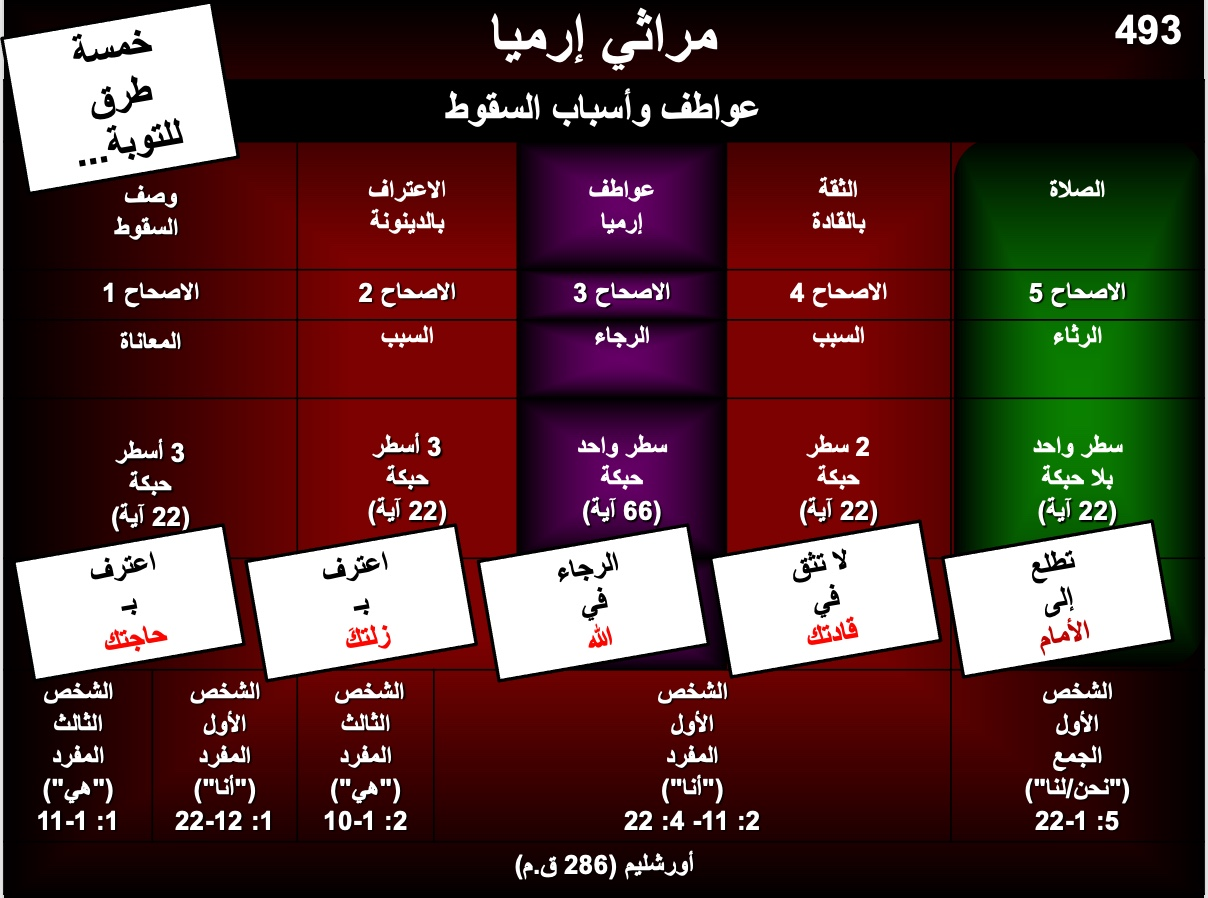 493
مراثي إرميا
خمسة
طرق
للتوبة...
عواطف وأسباب السقوط
وصف
السقوط
الاعتراف
بالدينونة
عواطف
إرميا
الثقة
بالقادة
الصلاة
الاصحاح 1
الاصحاح 2
الاصحاح 3
الاصحاح 4
الاصحاح 5
المعاناة
السبب
الرجاء
السبب
الرثاء
3 أسطر
حبكة
(22 آية)
3 أسطر
حبكة
(22 آية)
سطر واحد
حبكة
(66 آية)
2 سطر
حبكة
(22 آية)
سطر واحد
بلا حبكة
(22 آية)
اعترف
بـ
حاجتك
اعترف
بـ
زلتكَ
الرجاء
في
الله
لا تثق
في
قادتك
تطلع
إلى
الأمام
الشخص
الثالث
المفرد
("هي")
1: 1-11
الشخص
الأول
المفرد
("أنا")
1: 12-22
الشخص
الثالث
المفرد
("هي")
2: 1-10
الشخص
الأول
المفرد
("أنا")
2: 11- 4: 22
الشخص
الأول
الجمع
("نحن/لنا")
5: 1-22
أورشليم (286 ق.م)